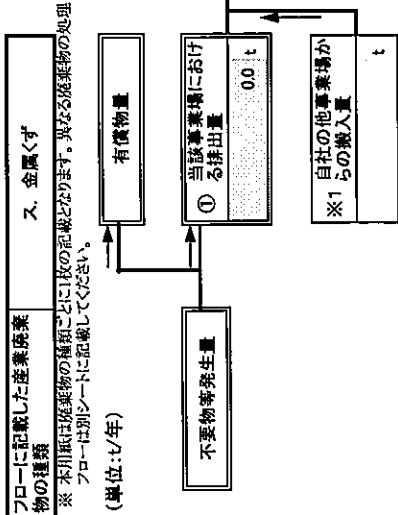 フローに記載した産業廃棄
物の種類
ス．金属くず
※ 本用紙は廃棄物の種類ごとに1枚の記載となります。異なる廃棄物の処理
フローは別シートに記載してください。
(単位:t/年)
有償物量
不要物等発生量
① 当該事業場におけ
る排出量
0.0 t
※1 自社の他事業場か
らの搬入量
t